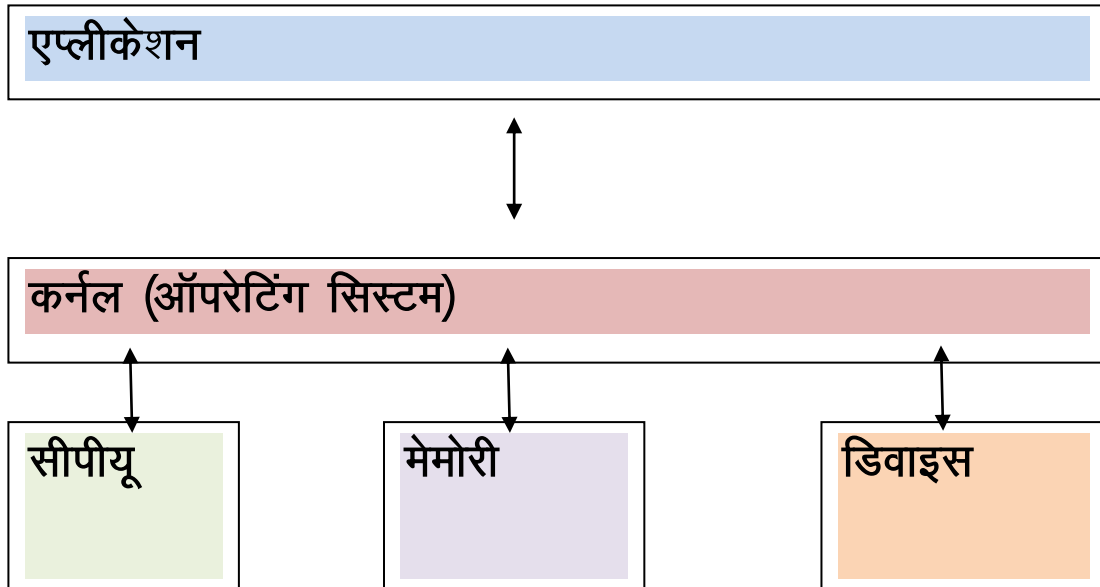 एप्लीकेशन
कर्नल (ऑपरेटिंग सिस्टम)
सीपीयू
मेमोरी
डिवाइस